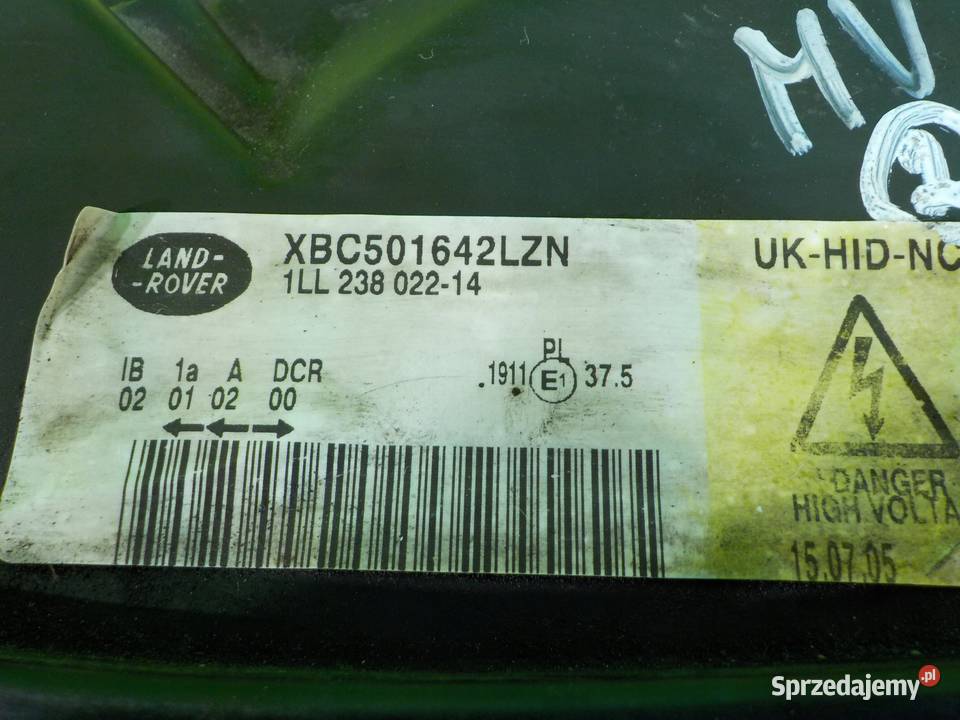 MV
LAND-
-ROVER
XBC501642LZN
1LL 238 022-14
UK-HID-NC
IB 1a A DCR
02 01 02 00
PL
.1911 E1 37.5
DANGER
HIGH VOLTA
15.07.05
Sprzedajemy.pl